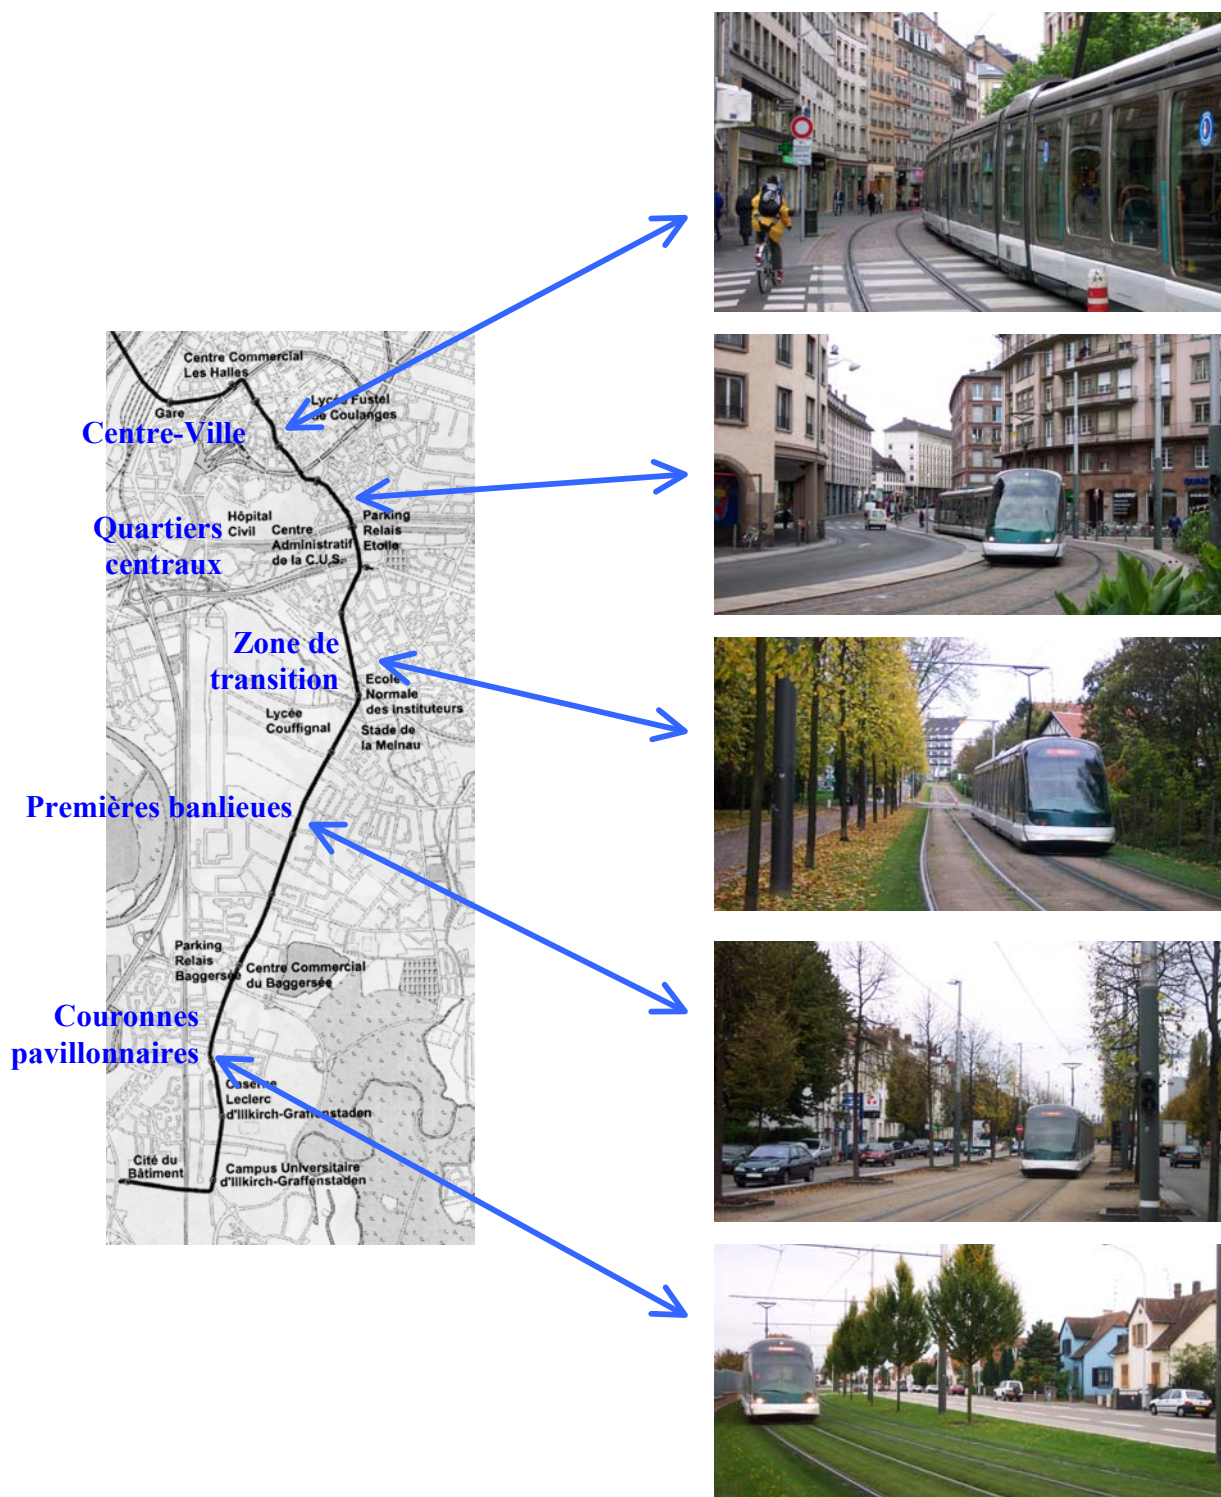 Centre Commercial
Les Halles
Gare
Lycée Fustel
de Coulanges
Centre-Ville
Quartiers
centraux
Hôpital
Civil
Centre
Administratif
de la C.U.S.
Parking
Relais
Etoile
Zone de
transition
Ecole
Normale
des instituteurs
Lycée
Couffignal
Stade de
la Meinau
Premières banlieues
Parking
Relais
Baggersée
Centre Commercial
du Baggersée
Couronnes
pavillonnaires
Caserne
Leclerc
d'Illkirch-Graffenstaden
Cité du
Bâtiment
Campus Universitaire
d'Illkirch-Graffenstaden